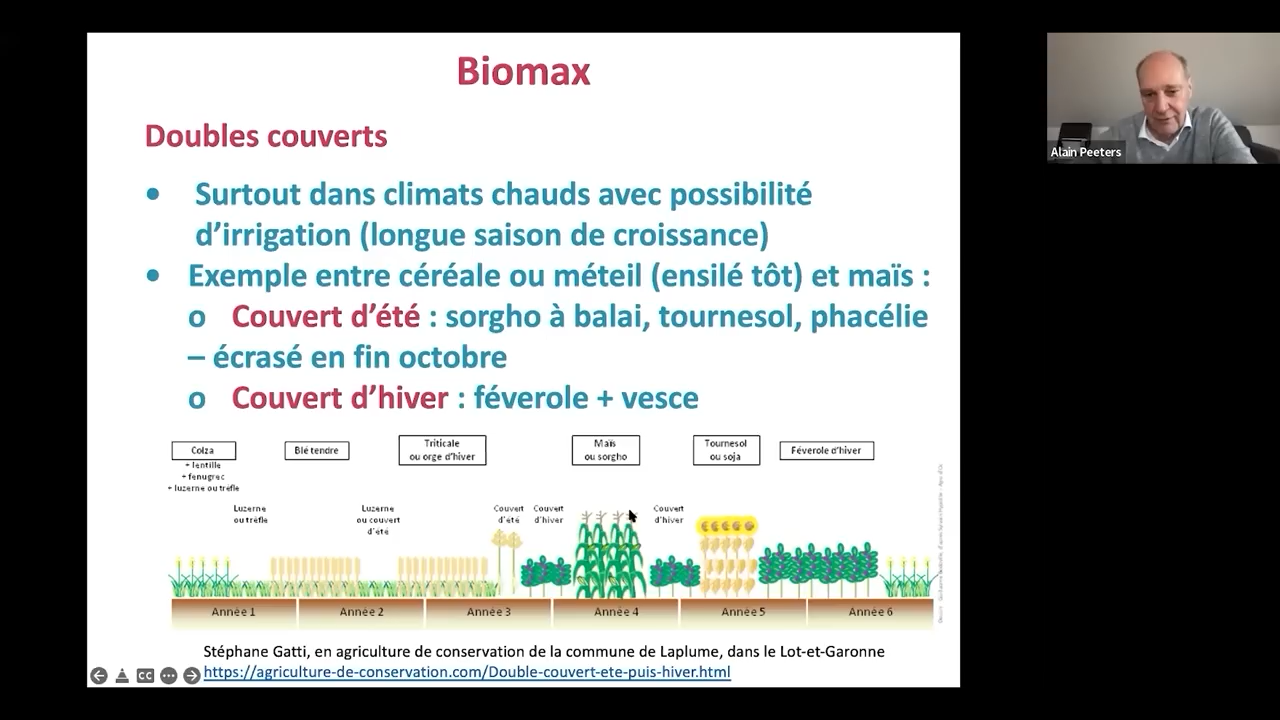 Biomax
Doubles couverts
• Surtout dans climats chauds avec possibilité
d'irrigation (longue saison de croissance)
• Exemple entre céréale ou méteil (ensilé tôt) et maïs :
o Couvert d'été : sorgho à balai, tournesol, phacélie
– écrasé en fin octobre
o Couvert d'hiver : féverole + vesce
Colza
+ lentille
+ fenugrec
+ luzerne ou trèfle
Blé tendre
Triticale
ou orge d'hiver
Maïs
ou sorgho
Tournesol
ou soja
Féverole d'hiver
Luzerne
ou trèfle
Luzerne
ou couvert
d'été
Couvert
d'été
Couvert
d'hiver
Couvert
d'hiver
Année 1
Année 2
Année 3
Année 4
Année 5
Année 6
Stéphane Gatti, en agriculture de conservation de la commune de Laplume, dans le Lot-et-Garonne
https://agriculture-de-conservation.com/Double-couvert-ete-puis-hiver.html
CC
Alain Peeters